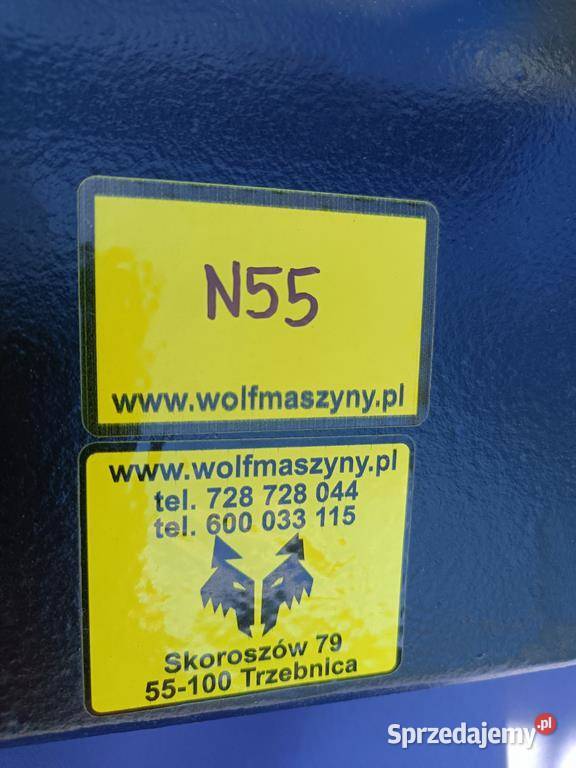 N55
www.wolfmaszyny.pl
www.wolfmaszyny.pl
tel. 728 728 044
tel. 600 033 115
Skoroszów 79
55-100 Trzebnica
Sprzedajemy.pl